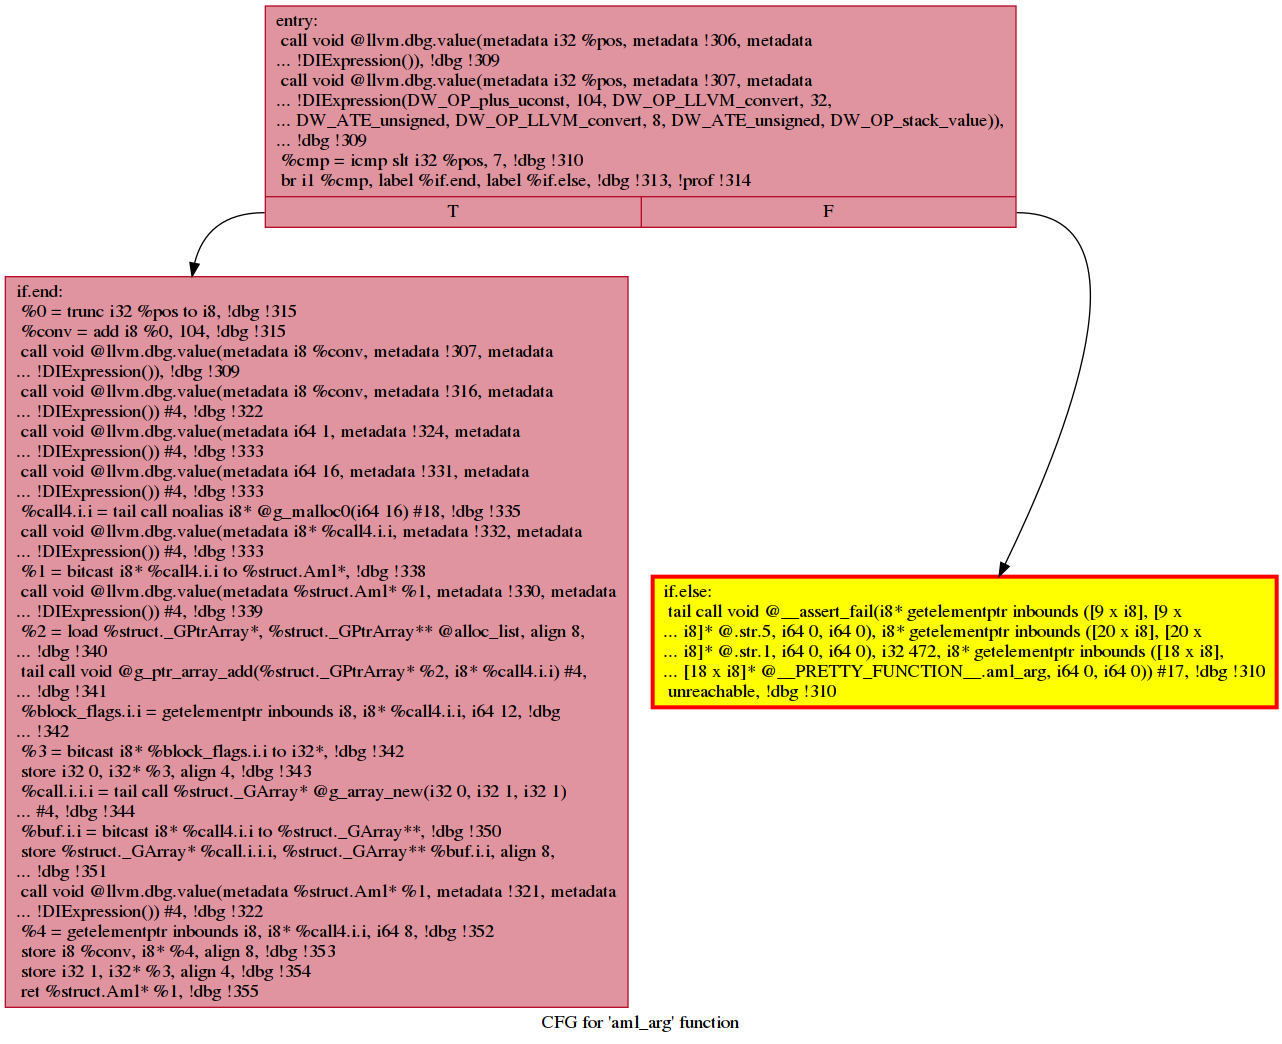 entry:
call void @llvm.dbg.value(metadata i32 %pos, metadata !306, metadata
... !DIExpression()), !dbg !309
call void @llvm.dbg.value(metadata i32 %pos, metadata !307, metadata
... !DIExpression(DW_OP_plus_uconst, 104, DW_OP_LLVM_convert, 32,
... DW_ATE_unsigned, DW_OP_LLVM_convert, 8, DW_ATE_unsigned, DW_OP_stack_value)),
... !dbg !309
%cmp = icmp slt i32 %pos, 7, !dbg !310
br i1 %cmp, label %if.end, label %if.else, !dbg !313, !prof !314
T
F
if.end:
%0 = trunc i32 %pos to i8, !dbg !315
%conv = add i8 %0, 104, !dbg !315
call void @llvm.dbg.value(metadata i8 %conv, metadata !307, metadata
... !DIExpression()), !dbg !309
call void @llvm.dbg.value(metadata i8 %conv, metadata !316, metadata
... !DIExpression()) #4, !dbg !322
call void @llvm.dbg.value(metadata i64 1, metadata !324, metadata
... !DIExpression()) #4, !dbg !333
call void @llvm.dbg.value(metadata i64 16, metadata !331, metadata
... !DIExpression()) #4, !dbg !333
%call4.i.i = tail call noalias i8* @g_malloc0(i64 16) #18, !dbg !335
call void @llvm.dbg.value(metadata i8* %call4.i.i, metadata !332, metadata
... !DIExpression()) #4, !dbg !333
%1 = bitcast i8* %call4.i.i to %struct.Aml*, !dbg !338
call void @llvm.dbg.value(metadata %struct.Aml* %1, metadata !330, metadata
... !DIExpression()) #4, !dbg !339
%2 = load %struct._GPtrArray*, %struct._GPtrArray** @alloc_list, align 8,
... !dbg !340
tail call void @g_ptr_array_add(%struct._GPtrArray* %2, i8* %call4.i.i) #4,
... !dbg !341
%block_flags.i.i = getelementptr inbounds i8, i8* %call4.i.i, i64 12, !dbg
... !342
%3 = bitcast i8* %block_flags.i.i to i32*, !dbg !342
store i32 0, i32* %3, align 4, !dbg !343
%call.i.i.i = tail call %struct._GArray* @g_array_new(i32 0, i32 1, i32 1)
... #4, !dbg !344
%buf.i.i = bitcast i8* %call4.i.i to %struct._GArray**, !dbg !350
store %struct._GArray* %call.i.i.i, %struct._GArray** %buf.i.i, align 8,
... !dbg !351
call void @llvm.dbg.value(metadata %struct.Aml* %1, metadata !321, metadata
... !DIExpression()) #4, !dbg !322
%4 = getelementptr inbounds i8, i8* %call4.i.i, i64 8, !dbg !352
store i8 %conv, i8* %4, align 8, !dbg !353
store i32 1, i32* %3, align 4, !dbg !354
ret %struct.Aml* %1, !dbg !355
if.else:
tail call void @__assert_fail(i8* getelementptr inbounds ([9 x i8], [9 x
... i8]* @.str.5, i64 0, i64 0), i8* getelementptr inbounds ([20 x i8], [20 x
... i8]* @.str.1, i64 0, i64 0), i32 472, i8* getelementptr inbounds ([18 x i8],
... [18 x i8]* @__PRETTY_FUNCTION__.aml_arg, i64 0, i64 0)) #17, !dbg !310
unreachable, !dbg !310
CFG for 'aml_arg' function